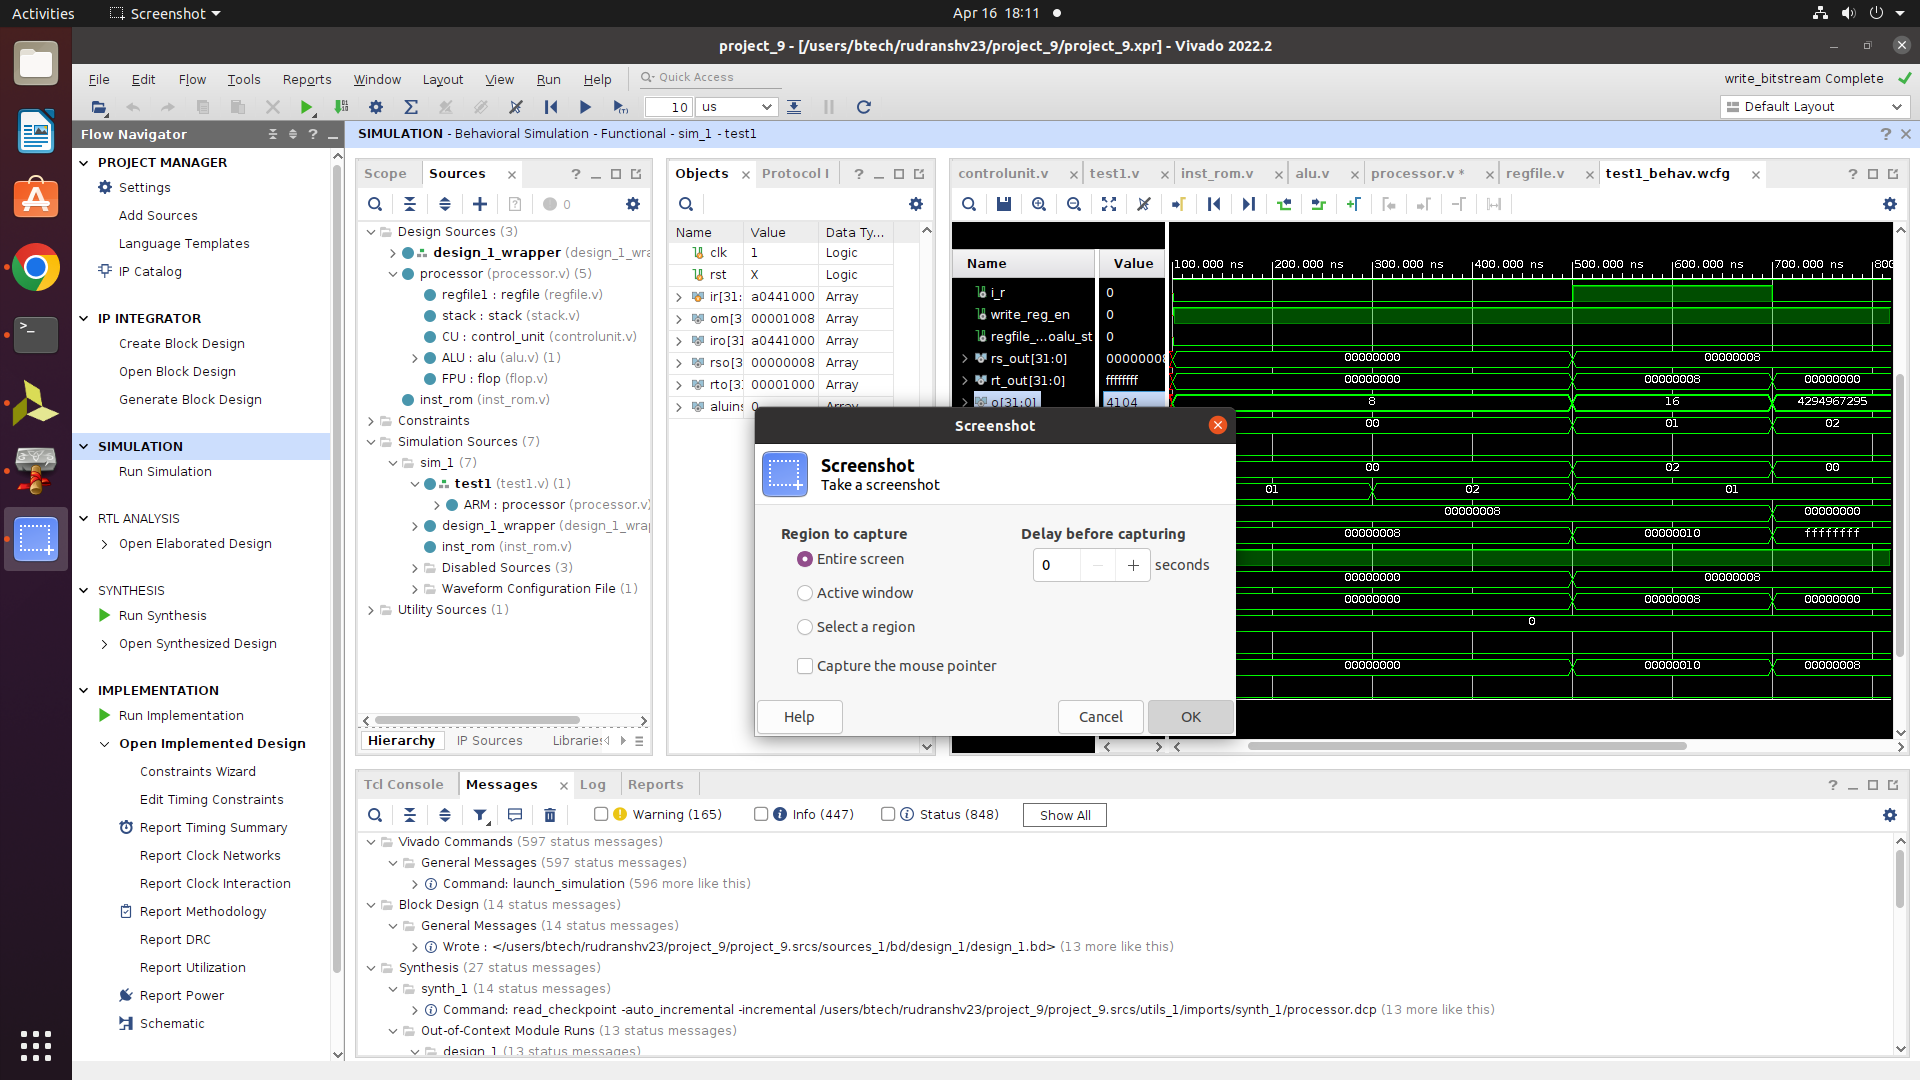 Activities
Screenshot
Apr 16 18:11
project_9 - [/users/btech/rudranshv23/project_9/project_9.xpr] - Vivado 2022.2
File Edit Flow Tools Reports Window Layout View Run Help
Quick Access
write_bitstream Complete
10 us
Default Layout
Flow Navigator
SIMULATION - Behavioral Simulation - Functional - sim_1 - test1
PROJECT MANAGER
Settings
Add Sources
Language Templates
IP Catalog
IP INTEGRATOR
Create Block Design
Open Block Design
Generate Block Design
SIMULATION
Run Simulation
RTL ANALYSIS
Open Elaborated Design
SYNTHESIS
Run Synthesis
Open Synthesized Design
IMPLEMENTATION
Run Implementation
Open Implemented Design
Constraints Wizard
Edit Timing Constraints
Report Timing Summary
Report Clock Networks
Report Clock Interaction
Report Methodology
Report DRC
Report Utilization
Report Power
Schematic
Scope Sources
0
Design Sources (3)
design_1_wrapper (design_1_wra
processor (processor.v) (5)
regfile1 : regfile (regfile.v)
stack : stack (stack.v)
CU : control_unit (controlunit.v)
ALU : alu (alu.v) (1)
FPU : flop (flop.v)
inst_rom (inst_rom.v)
Constraints
Simulation Sources (7)
sim_1 (7)
test1 (test1.v) (1)
ARM : processor (processor.v)
design_1_wrapper (design_1_wrap
inst_rom (inst_rom.v)
Disabled Sources (3)
Waveform Configuration File (1)
Utility Sources (1)
Hierarchy IP Sources Libraries
Objects Protocol I
Name Value Data Ty...
clk 1 Logic
rst X Logic
ir[31: a0441000 Array
om[3 00001008 Array
iro[31 a0441000 Array
rso[3 00000008 Array
rto[31 00001000 Array
aluins 0 Array
controlunit.v test1.v inst_rom.v alu.v processor.v * regfile.v test1_behav.wcfg
Name Value
i_r 0
write_reg_en 0
regfile_...oalu_st 0
rs_out[31:0] 00000008
rt_out[31:0] ffffffff
o[31:0] 4104
100.000 ns 200.000 ns 300.000 ns 400.000 ns 500.000 ns 600.000 ns 700.000 ns 800
00000000 00000008
00000000 00000008 00000000
8 16 4294967295
00 01 02
00 02 00
01 02 01
00000008 00000000
00000008 00000010 ffffffff
00000000 00000008
00000000 00000008 00000000
0
00000000 00000010 00000008
Screenshot
Screenshot
Take a screenshot
Region to capture
Entire screen
Active window
Select a region
Capture the mouse pointer
Delay before capturing
0 − + seconds
Help Cancel OK
Tcl Console Messages Log Reports
Warning (165) Info (447) Status (848) Show All
Vivado Commands (597 status messages)
General Messages (597 status messages)
Command: launch_simulation (596 more like this)
Block Design (14 status messages)
General Messages (14 status messages)
Wrote : </users/btech/rudranshv23/project_9/project_9.srcs/sources_1/bd/design_1/design_1.bd> (13 more like this)
Synthesis (27 status messages)
synth_1 (14 status messages)
Command: read_checkpoint -auto_incremental -incremental /users/btech/rudranshv23/project_9/project_9.srcs/utils_1/imports/synth_1/processor.dcp (13 more like this)
Out-of-Context Module Runs (13 status messages)
design_1 (13 status messages)